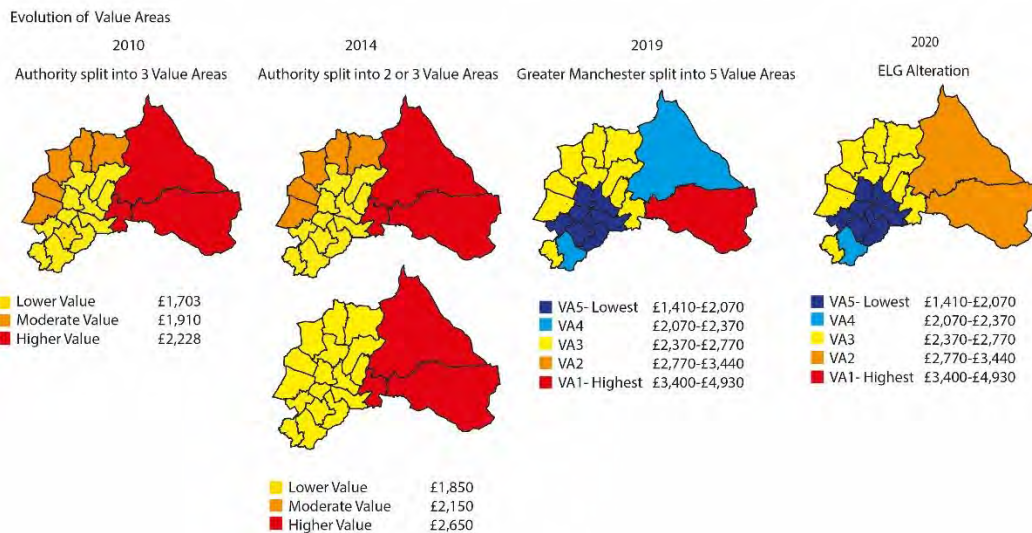 Evolution of Value Areas
2010
Authority split into 3 Value Areas
Lower Value £1,703
Moderate Value £1,910
Higher Value £2,228
2014
Authority split into 2 or 3 Value Areas
Lower Value £1,850
Moderate Value £2,150
Higher Value £2,650
2019
Greater Manchester split into 5 Value Areas
VA5- Lowest £1,410-£2,070
VA4 £2,070-£2,370
VA3 £2,370-£2,770
VA2 £2,770-£3,440
VA1- Highest £3,400-£4,930
2020
ELG Alteration
VA5- Lowest £1,410-£2,070
VA4 £2,070-£2,370
VA3 £2,370-£2,770
VA2 £2,770-£3,440
VA1- Highest £3,400-£4,930